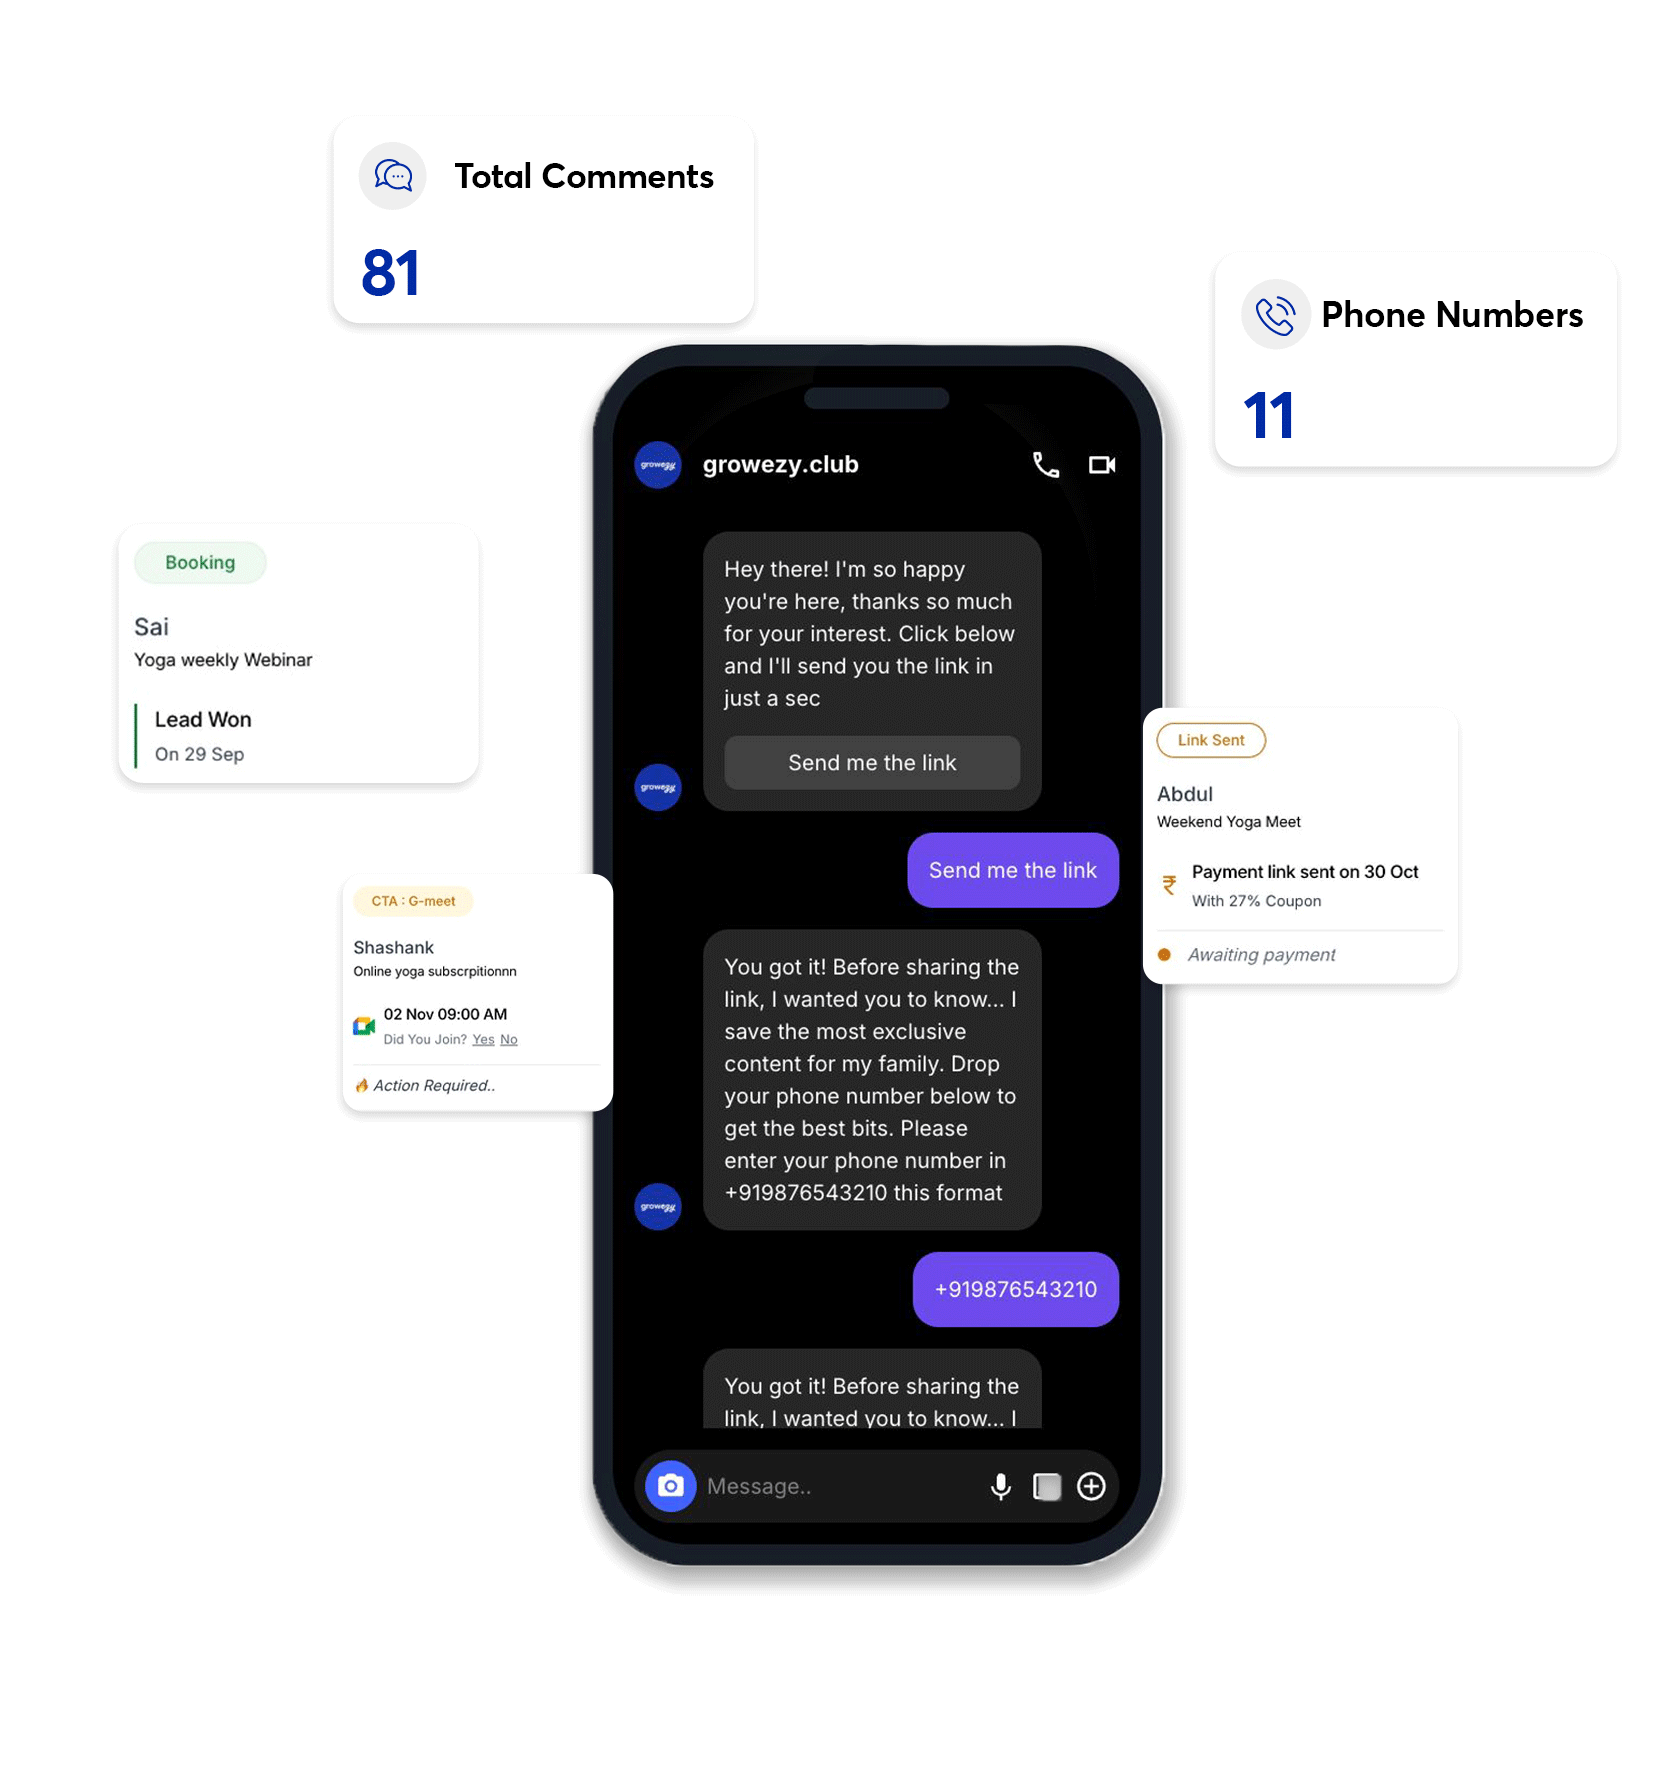 Total Comments
81
Phone Numbers
11
growezy
growezy.club
Hey there! I'm so happy
you're here, thanks so much
for your interest. Click below
and I'll send you the link in
just a sec
Send me the link
growezy
Send me the link
You got it! Before sharing the
link, I wanted you to know... I
save the most exclusive
content for my family. Drop
your phone number below to
get the best bits. Please
enter your phone number in
+919876543210 this format
growezy
+919876543210
You got it! Before sharing the
link, I wanted you to know... I
Message..
Booking
Sai
Yoga weekly Webinar
Lead Won
On 29 Sep
CTA : G-meet
Shashank
Online yoga subscrpitionnn
02 Nov 09:00 AM
Did You Join? Yes No
Action Required..
Link Sent
Abdul
Weekend Yoga Meet
₹ Payment link sent on 30 Oct
With 27% Coupon
Awaiting payment